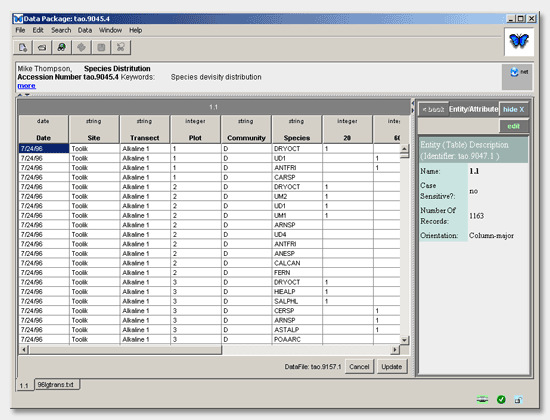 Data Package: tao.9045.4
File Edit Search Data Window Help
Mike Thompson, Species Distritution
Accession Number tao.9045.4 Keywords: Species devisity distribution
more
net
1.1
date string string integer string string integer integer
Date Site Transect Plot Community Species 20 60
7/24/96 Toolik Alkaline 1 1 D DRYOCT 1
7/24/96 Toolik Alkaline 1 1 D UD1 1
7/24/96 Toolik Alkaline 1 1 D ANTFRI 1
7/24/96 Toolik Alkaline 1 1 D CARSP
7/24/96 Toolik Alkaline 1 2 D DRYOCT 1
7/24/96 Toolik Alkaline 1 2 D UM2 1
7/24/96 Toolik Alkaline 1 2 D UD1 1
7/24/96 Toolik Alkaline 1 2 D UM1 1
7/24/96 Toolik Alkaline 1 2 D ARNSP
7/24/96 Toolik Alkaline 1 2 D UD4
7/24/96 Toolik Alkaline 1 2 D ANTFRI
7/24/96 Toolik Alkaline 1 2 D ANESP
7/24/96 Toolik Alkaline 1 2 D CALCAN
7/24/96 Toolik Alkaline 1 2 D FERN
7/24/96 Toolik Alkaline 1 3 D DRYOCT 1
7/24/96 Toolik Alkaline 1 3 D HIEALP 1
7/24/96 Toolik Alkaline 1 3 D SALPHL 1
7/24/96 Toolik Alkaline 1 3 D CERSP 1
7/24/96 Toolik Alkaline 1 3 D ARNSP 1
7/24/96 Toolik Alkaline 1 3 D ASTALP 1
7/24/96 Toolik Alkaline 1 3 D POAARC
DataFile: tao.9157.1 Cancel Update
1.1 96lgtrans.txt
< back Entity/Attribute hide X
edit
Entity (Table) Description
(Identifier: tao 9047.1 )
Name: 1.1
Case
Sensitive?: no
Number Of
Records: 1163
Orientation: Column-major